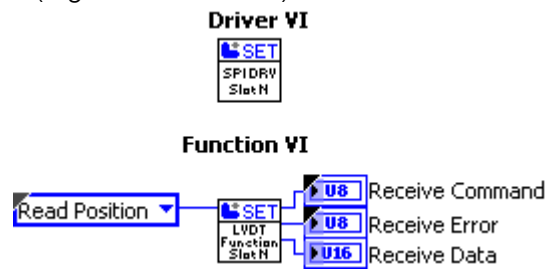 Driver VI
SET
SPIDRV
Slot N
Function VI
Read Position
SET
LVDT
Function
Slot N
U8 Receive Command
U8 Receive Error
U16 Receive Data